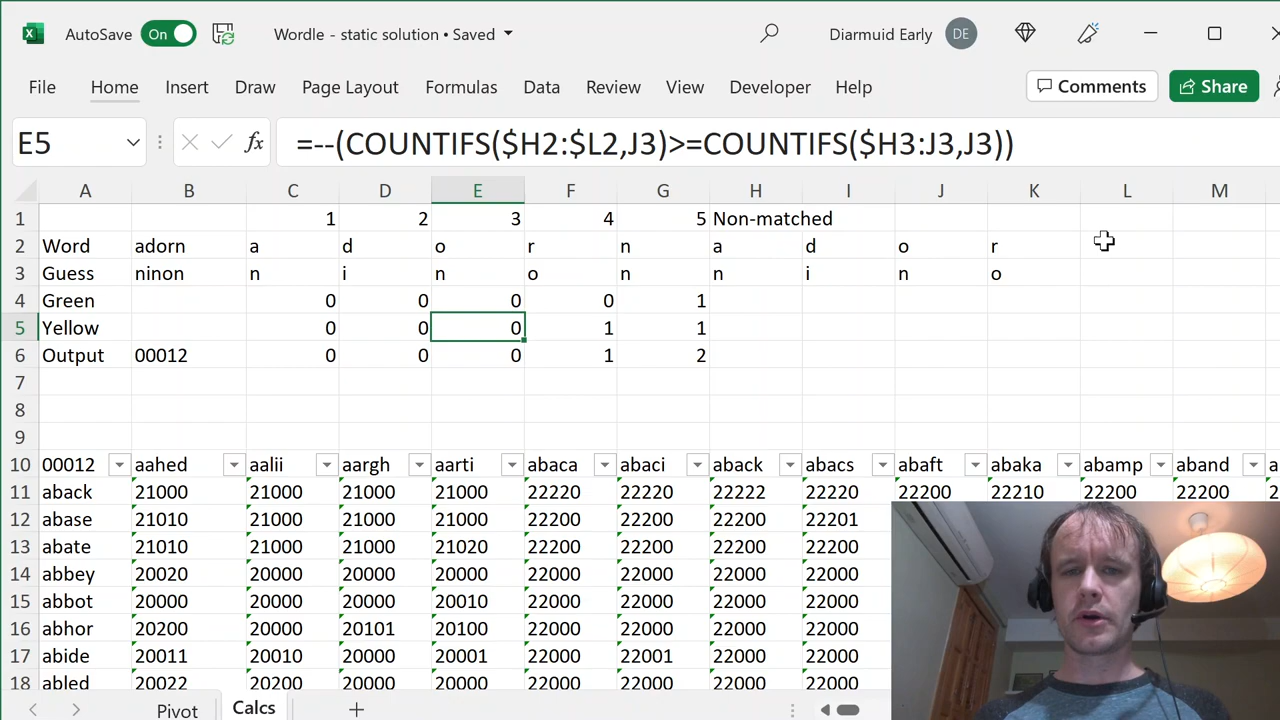 AutoSave On Wordle - static solution • Saved Diarmuid Early DE
File Home Insert Draw Page Layout Formulas Data Review View Developer Help Comments Share
E5 fx =--(COUNTIFS($H2:$L2,J3)>=COUNTIFS($H3:J3,J3))
A B C D E F G H I J K L M
1 1 2 3 4 5 Non-matched
2 Word adorn a d o r n a d o r
3 Guess ninon n i n o n n i n o
4 Green 0 0 0 0 1
5 Yellow 0 0 0 1 1
6 Output 00012 0 0 0 1 2
7
8
9
10 00012 aahed aalii aargh aarti abaca abaci aback abacs abaft abaka abamp aband a
11 aback 21000 21000 21000 21000 22220 22220 22222 22220 22200 22210 22200 22200 2
12 abase 21010 21000 21000 21000 22200 22200 22200 22201
13 abate 21010 21000 21000 21020 22200 22200 22200 22200
14 abbey 20020 20000 20000 20000 22000 22000 22000 22000
15 abbot 20000 20000 20000 20010 22000 22000 22000 22000
16 abhor 20200 20000 20101 20100 22000 22000 22000 22000
17 abide 20011 20010 20000 20001 22000 22001 22000 22000
18 abled 20022 20200 20000 20000 22000 22000 22000 22000
Pivot Calcs